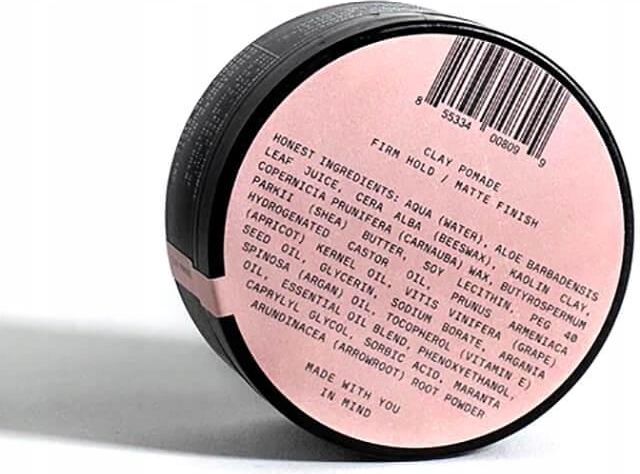 8 55334 00809 9
CLAY POMADE
FIRM HOLD / MATTE FINISH
HONEST INGREDIENTS: AQUA (WATER), ALOE BARBADENSIS
LEAF JUICE, CERA ALBA (BEESWAX), KAOLIN CLAY,
COPERNICIA PRUNIFERA (CARNAUBA) WAX, BUTYROSPERMUM
PARKII (SHEA) BUTTER, SOY LECITHIN, PEG 40
HYDROGENATED CASTOR OIL, PRUNUS ARMENIACA
(APRICOT) KERNEL OIL, VITIS VINIFERA (GRAPE)
SEED OIL, GLYCERIN, SODIUM BORATE, ARGANIA
SPINOSA (ARGAN) OIL, TOCOPHEROL (VITAMIN E)
OIL, ESSENTIAL OIL BLEND, PHENOXYETHANOL,
CAPRYLYL GLYCOL, SORBIC ACID, MARANTA
ARUNDINACEA (ARROWROOT) ROOT POWDER
MADE WITH YOU
IN MIND